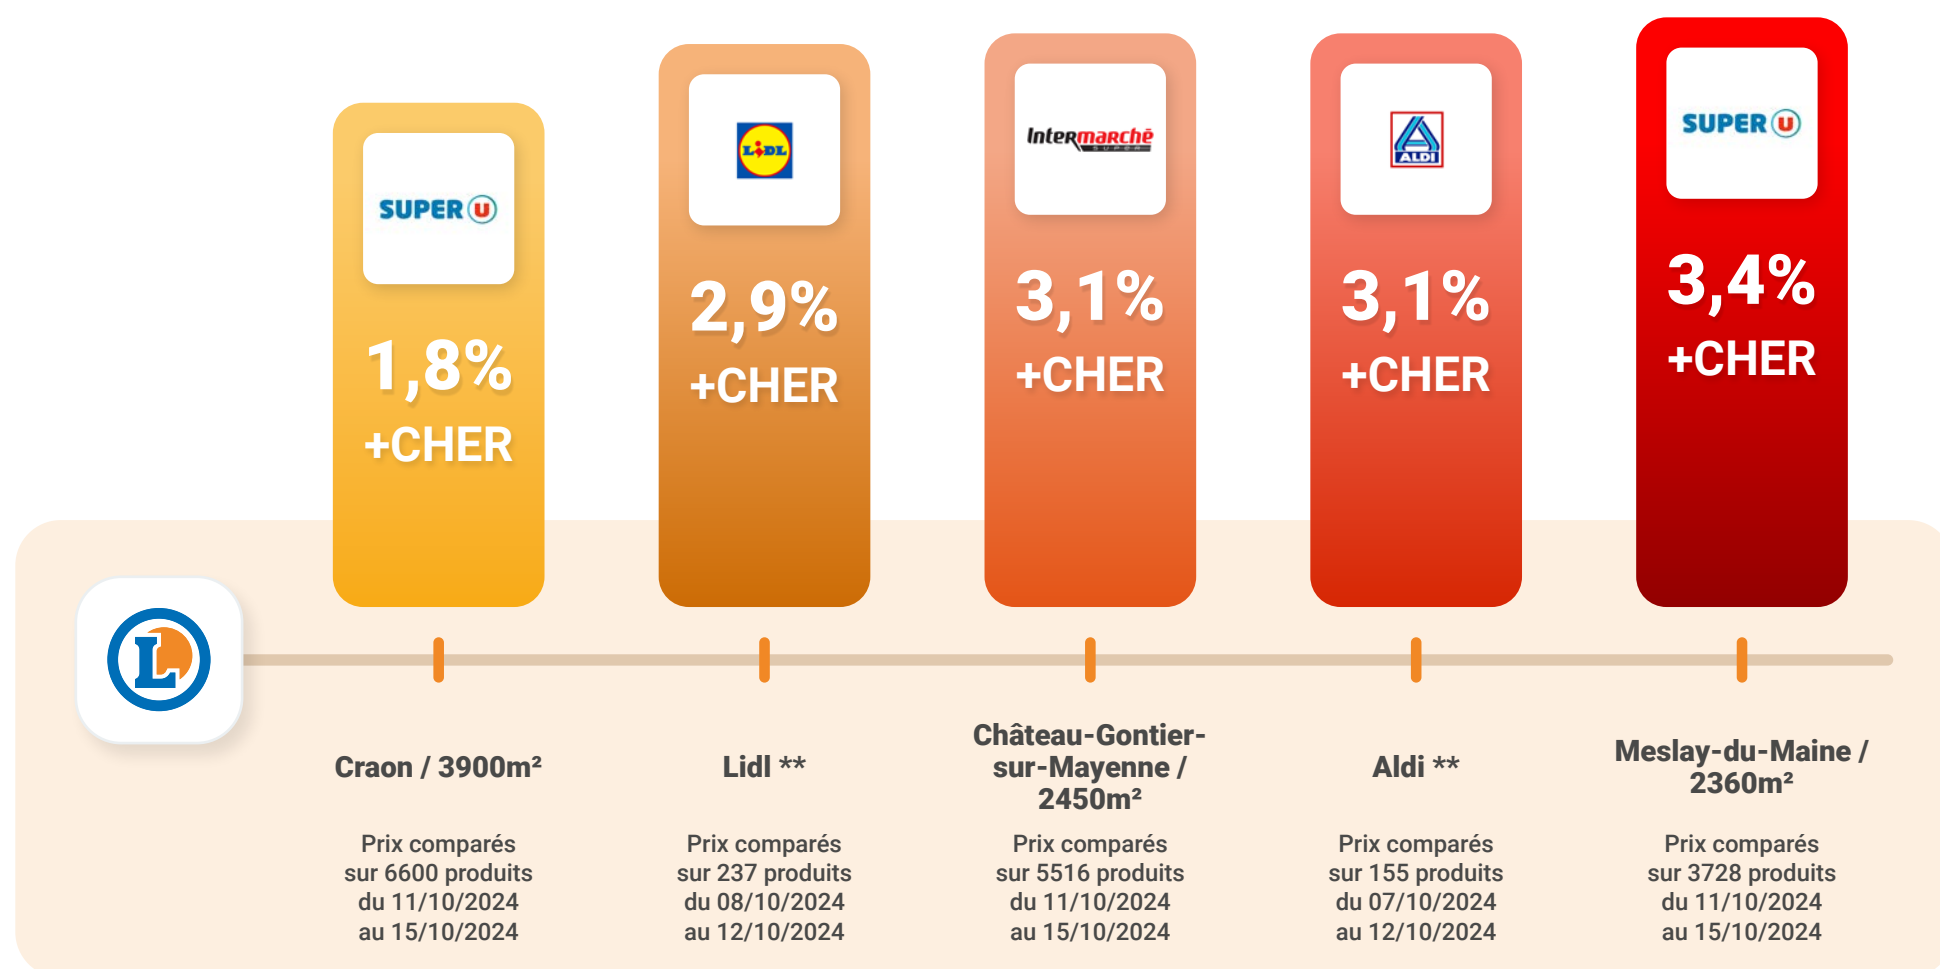 SUPER U
1,8%
+CHER
LiDL
2,9%
+CHER
Intermarchē
SUPER
3,1%
+CHER
ALDI
3,1%
+CHER
SUPER U
3,4%
+CHER
L
Craon / 3900m²
Prix comparés
sur 6600 produits
du 11/10/2024
au 15/10/2024
Lidl **
Prix comparés
sur 237 produits
du 08/10/2024
au 12/10/2024
Château-Gontier-
sur-Mayenne /
2450m²
Prix comparés
sur 5516 produits
du 11/10/2024
au 15/10/2024
Aldi **
Prix comparés
sur 155 produits
du 07/10/2024
au 12/10/2024
Meslay-du-Maine /
2360m²
Prix comparés
sur 3728 produits
du 11/10/2024
au 15/10/2024